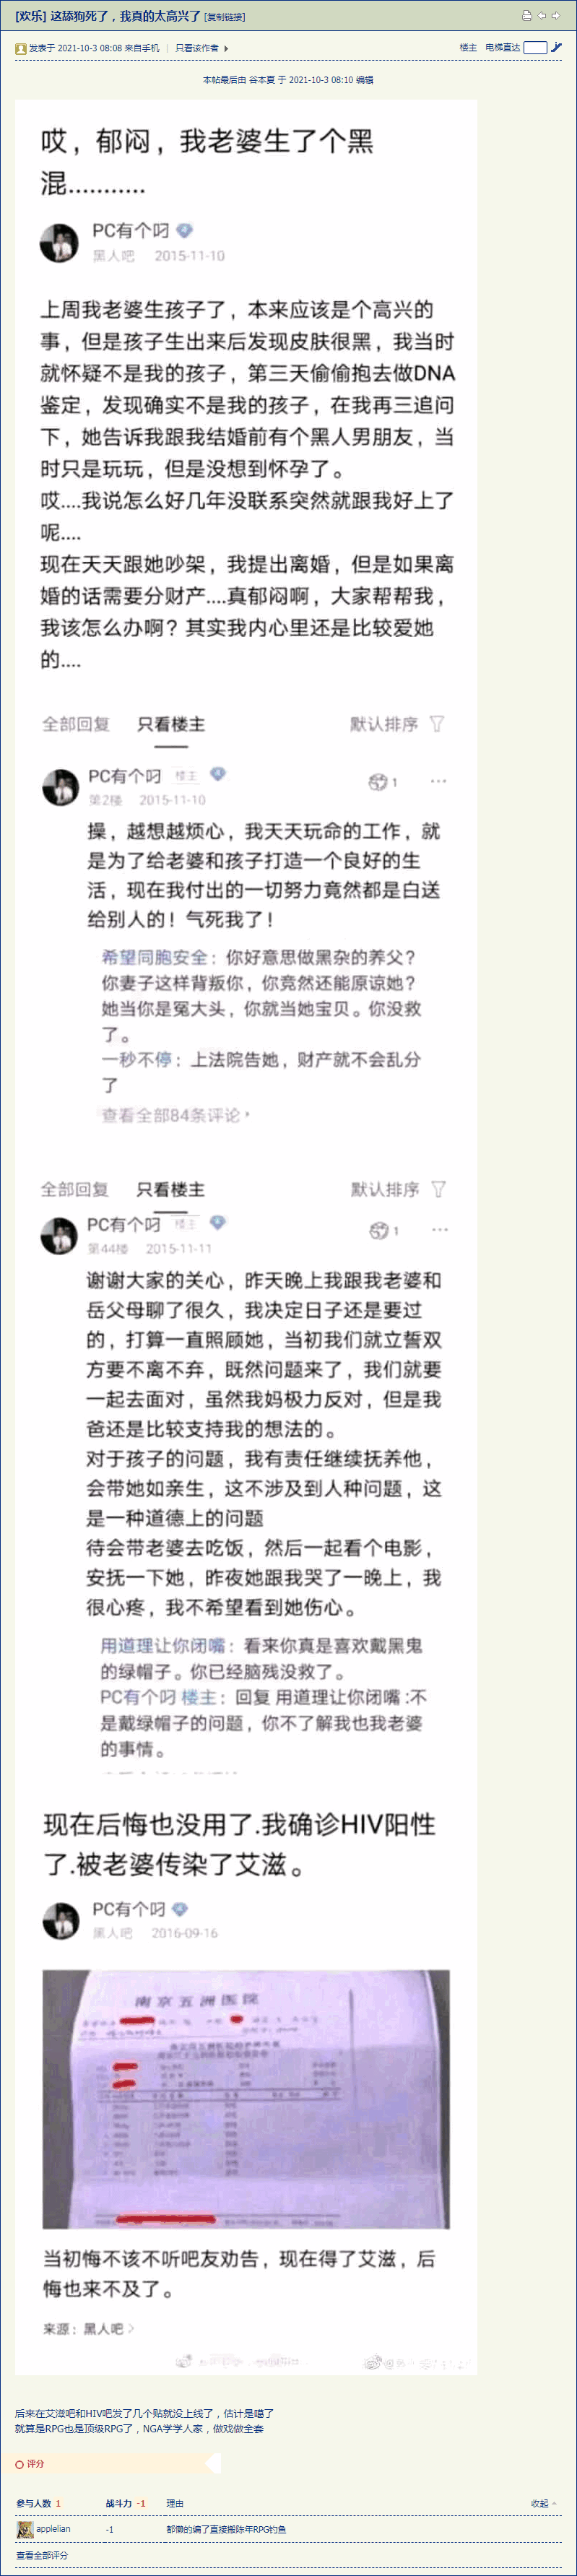 [欢乐] 这舔狗死了，我真的太高兴了 [复制链接]
发表于 2021-10-3 08:08 来自手机 | 只看该作者
楼主 电梯直达
本帖最后由 谷本夏 于 2021-10-3 08:10 编辑
哎，郁闷，我老婆生了个黑
混...........
PC有个叼
黑人吧 2015-11-10
上周我老婆生孩子了，本来应该是个高兴的
事，但是孩子生出来后发现皮肤很黑，我当时
就怀疑不是我的孩子，第三天偷偷抱去做DNA
鉴定，发现确实不是我的孩子，在我再三追问
下，她告诉我跟我结婚前有个黑人男朋友，当
时只是玩玩，但是没想到怀孕了。
哎....我说怎么好几年没联系突然就跟我好上了
呢....
现在天天跟她吵架，我提出离婚，但是如果离
婚的话需要分财产....真郁闷啊，大家帮帮我，
我该怎么办啊？其实我内心里还是比较爱她
的....
全部回复 只看楼主 默认排序
PC有个叼 楼主
第2楼 2015-11-10
1 ...
操，越想越烦心，我天天玩命的工作，就
是为了给老婆和孩子打造一个良好的生
活，现在我付出的一切努力竟然都是白送
给别人的！气死我了！
希望同胞安全：你好意思做黑杂的养父？
你妻子这样背叛你，你竟然还能原谅她？
她当你是冤大头，你就当她宝贝。你没救
了。
一秒不停：上法院告她，财产就不会乱分
了
查看全部84条评论
全部回复 只看楼主 默认排序
PC有个叼 楼主
第44楼 2015-11-11
1 ...
谢谢大家的关心，昨天晚上我跟我老婆和
岳父母聊了很久，我决定日子还是要过
的，打算一直照顾她，当初我们就立誓双
方要不离不弃，既然问题来了，我们就要
一起去面对，虽然我妈极力反对，但是我
爸还是比较支持我的想法的。
对于孩子的问题，我有责任继续抚养他，
会带她如亲生，这不涉及到人种问题，这
是一种道德上的问题
待会带老婆去吃饭，然后一起看个电影，
安抚一下她，昨夜她跟我哭了一晚上，我
很心疼，我不希望看到她伤心。
用道理让你闭嘴：看来你真是喜欢戴黑鬼
的绿帽子。你已经脑残没救了。
PC有个叼 楼主：回复 用道理让你闭嘴 :不
是戴绿帽子的问题，你不了解我也我老婆
的事情。
现在后悔也没用了.我确诊HIV阳性
了.被老婆传染了艾滋。
PC有个叼
黑人吧 2016-09-16
南京五洲医院
当初悔不该不听吧友劝告，现在得了艾滋，后
悔也来不及了。
来源：黑人吧
后来在艾滋吧和HIV吧发了几个贴就没上线了，估计是噶了
就算是RPG也是顶级RPG了，NGA学学人家，做戏做全套
评分
参与人数 1 战斗力 -1 理由 收起
applelian -1 都懒的编了直接搬陈年RPG钓鱼
查看全部评分